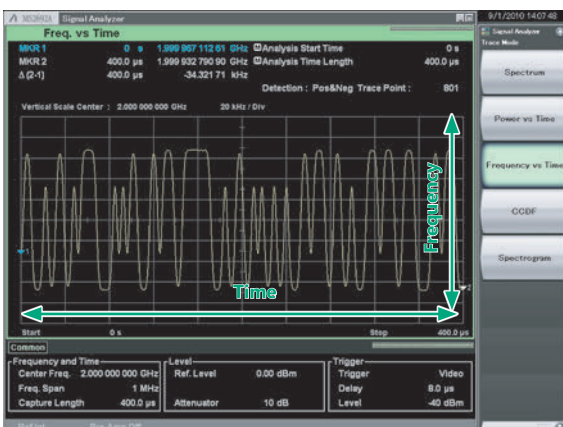 MS2692A Signal Analyzer
9/1/2010 14:07:48
Freq. vs Time
Signal Analyzer
Trace Mode
MKR 1 0 s 1.999 967 112 61 GHz Analysis Start Time 0 s
MKR 2 400.0 µs 1.999 932 790 90 GHz Analysis Time Length 400.0 µs
Δ (2-1) 400.0 µs -34.321 71 kHz
Detection : Pos&Neg Trace Point : 801
Vertical Scale Center : 2.000 000 000 GHz 20 kHz / Div
Spectrum
Power vs Time
Frequency vs Time
CCDF
Spectrogram
Frequency
1
2
Time
Start 0 s Stop 400.0 µs
Common
Frequency and Time
Center Freq. 2.000 000 000 GHz
Freq. Span 1 MHz
Capture Length 400.0 µs
Level
Ref. Level 0.00 dBm
Attenuator 10 dB
Trigger
Trigger Video
Delay 8.0 µs
Level -40 dBm